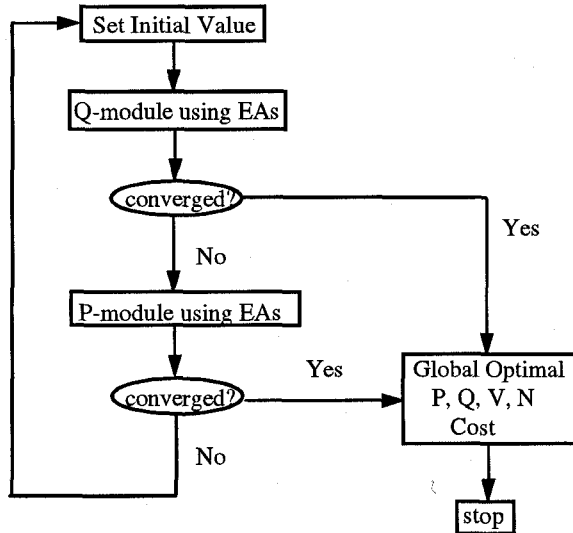 Set Initial Value
Q-module using EAs
converged?
Yes
No
P-module using EAs
Yes
Global Optimal
P, Q, V, N
Cost
converged?
No
stop